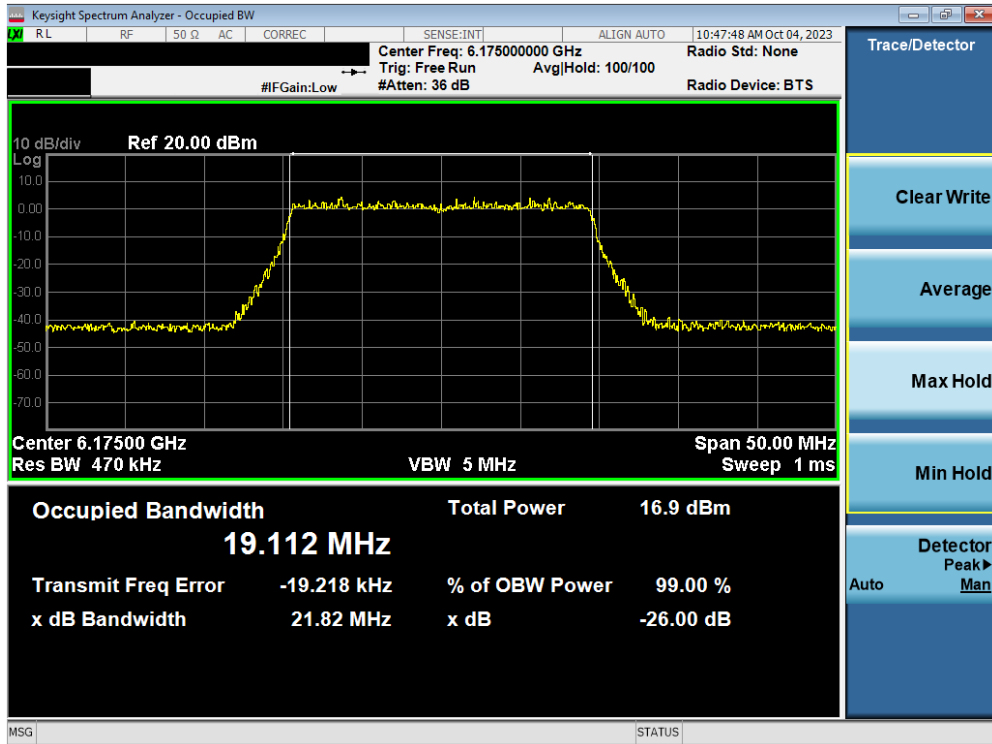 Keysight Spectrum Analyzer - Occupied BW
LXI RL RF 50 Ω AC CORREC SENSE:INT ALIGN AUTO 10:47:48 AM Oct 04, 2023
Center Freq: 6.175000000 GHz Radio Std: None
Trig: Free Run Avg|Hold: 100/100
#IFGain:Low #Atten: 36 dB Radio Device: BTS
10 dB/div Ref 20.00 dBm
Log
10.0
0.00
-10.0
-20.0
-30.0
-40.0
-50.0
-60.0
-70.0
Center 6.17500 GHz Span 50.00 MHz
Res BW 470 kHz VBW 5 MHz Sweep 1 ms
Occupied Bandwidth Total Power 16.9 dBm
19.112 MHz
Transmit Freq Error -19.218 kHz % of OBW Power 99.00 %
x dB Bandwidth 21.82 MHz x dB -26.00 dB
MSG STATUS
Trace/Detector
Clear Write
Average
Max Hold
Min Hold
Detector
Peak▶
Auto Man